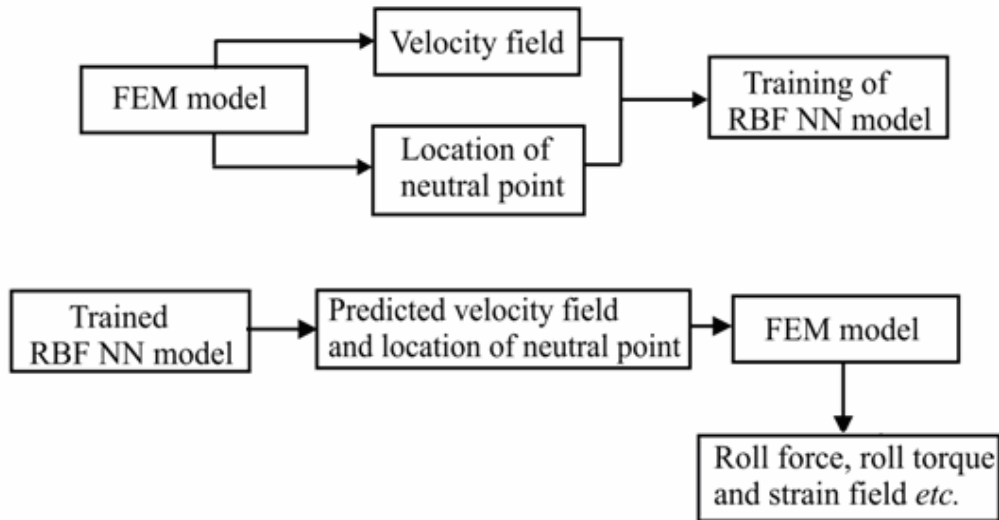 Velocity field
FEM model
Training of
RBF NN model
Location of
neutral point
Trained
RBF NN model
Predicted velocity field
and location of neutral point
FEM model
Roll force, roll torque
and strain field etc.